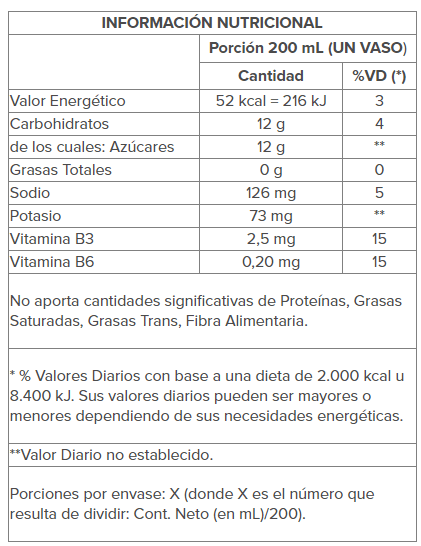 INFORMACIÓN NUTRICIONAL
Porción 200 mL (UN VASO)
Cantidad %VD (*)
Valor Energético 52 kcal = 216 kJ 3
Carbohidratos 12 g 4
de los cuales: Azúcares 12 g **
Grasas Totales 0 g 0
Sodio 126 mg 5
Potasio 73 mg **
Vitamina B3 2,5 mg 15
Vitamina B6 0,20 mg 15
No aporta cantidades significativas de Proteínas, Grasas
Saturadas, Grasas Trans, Fibra Alimentaria.
* % Valores Diarios con base a una dieta de 2.000 kcal u
8.400 kJ. Sus valores diarios pueden ser mayores o
menores dependiendo de sus necesidades energéticas.
**Valor Diario no establecido.
Porciones por envase: X (donde X es el número que
resulta de dividir: Cont. Neto (en mL)/200).